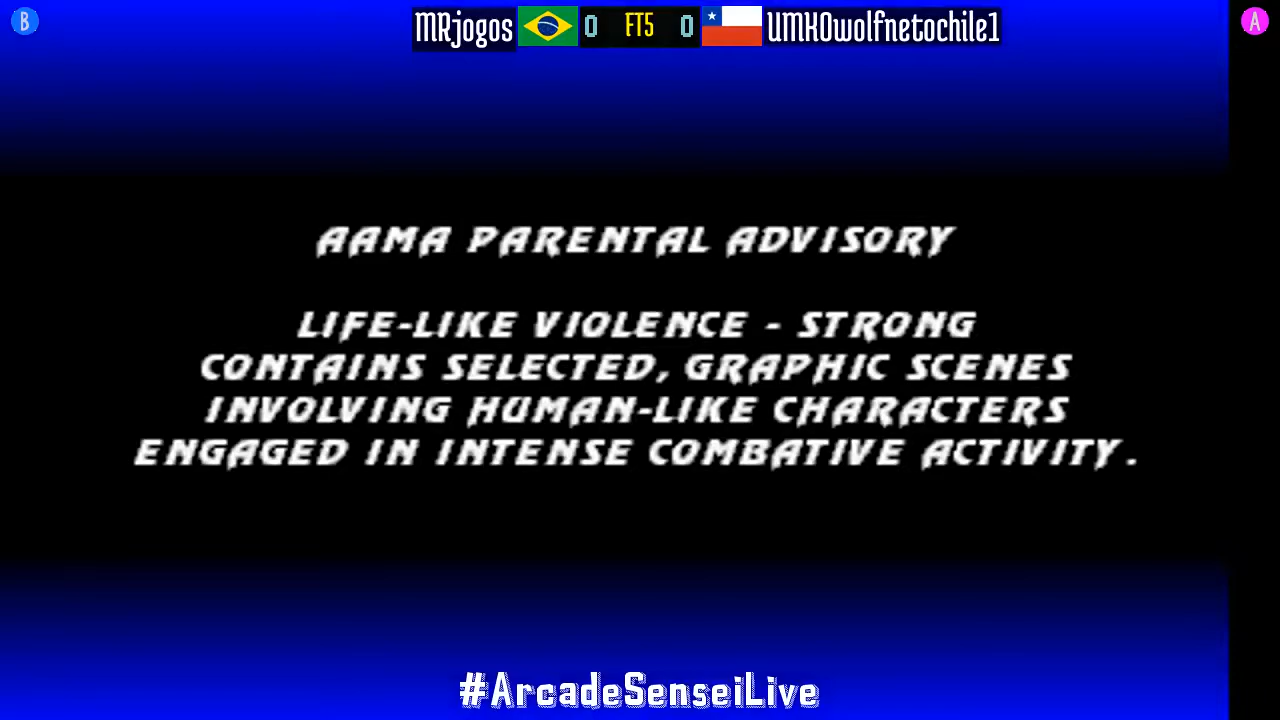 B
MRjogos 0 FT5 0 UMK0wolfnetochile1
A
AAMA PARENTAL ADVISORY
LIFE-LIKE VIOLENCE - STRONG
CONTAINS SELECTED, GRAPHIC SCENES
INVOLVING HUMAN-LIKE CHARACTERS
ENGAGED IN INTENSE COMBATIVE ACTIVITY.
#ArcadeSenseiLive